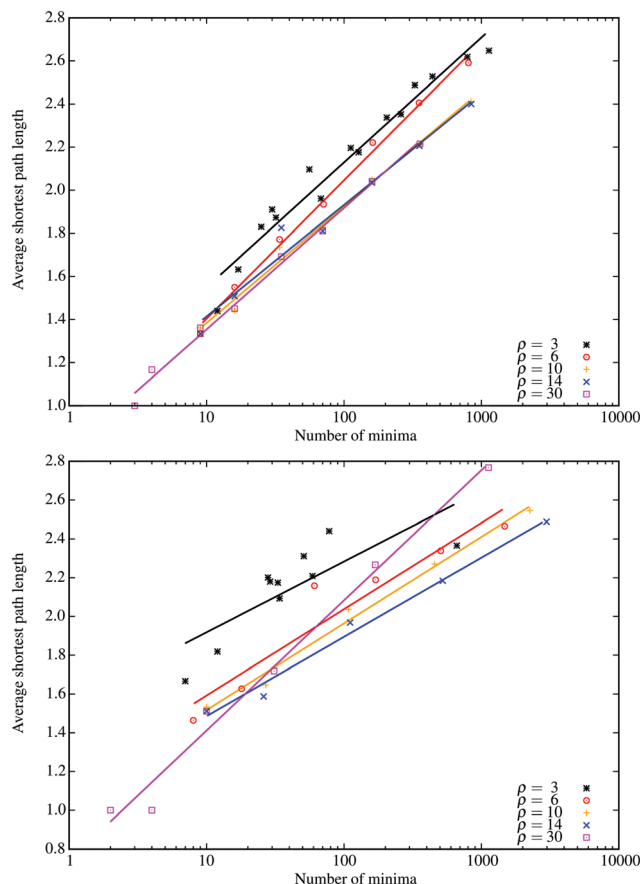 2.8
2.6
2.4
2.2
2.0
1.8
1.6
1.4
1.2
1.0
Average shortest path length
1 10 100 1000 10000
Number of minima
ρ = 3
ρ = 6
ρ = 10
ρ = 14
ρ = 30
2.8
2.6
2.4
2.2
2.0
1.8
1.6
1.4
1.2
1.0
0.8
Average shortest path length
1 10 100 1000 10000
Number of minima
ρ = 3
ρ = 6
ρ = 10
ρ = 14
ρ = 30